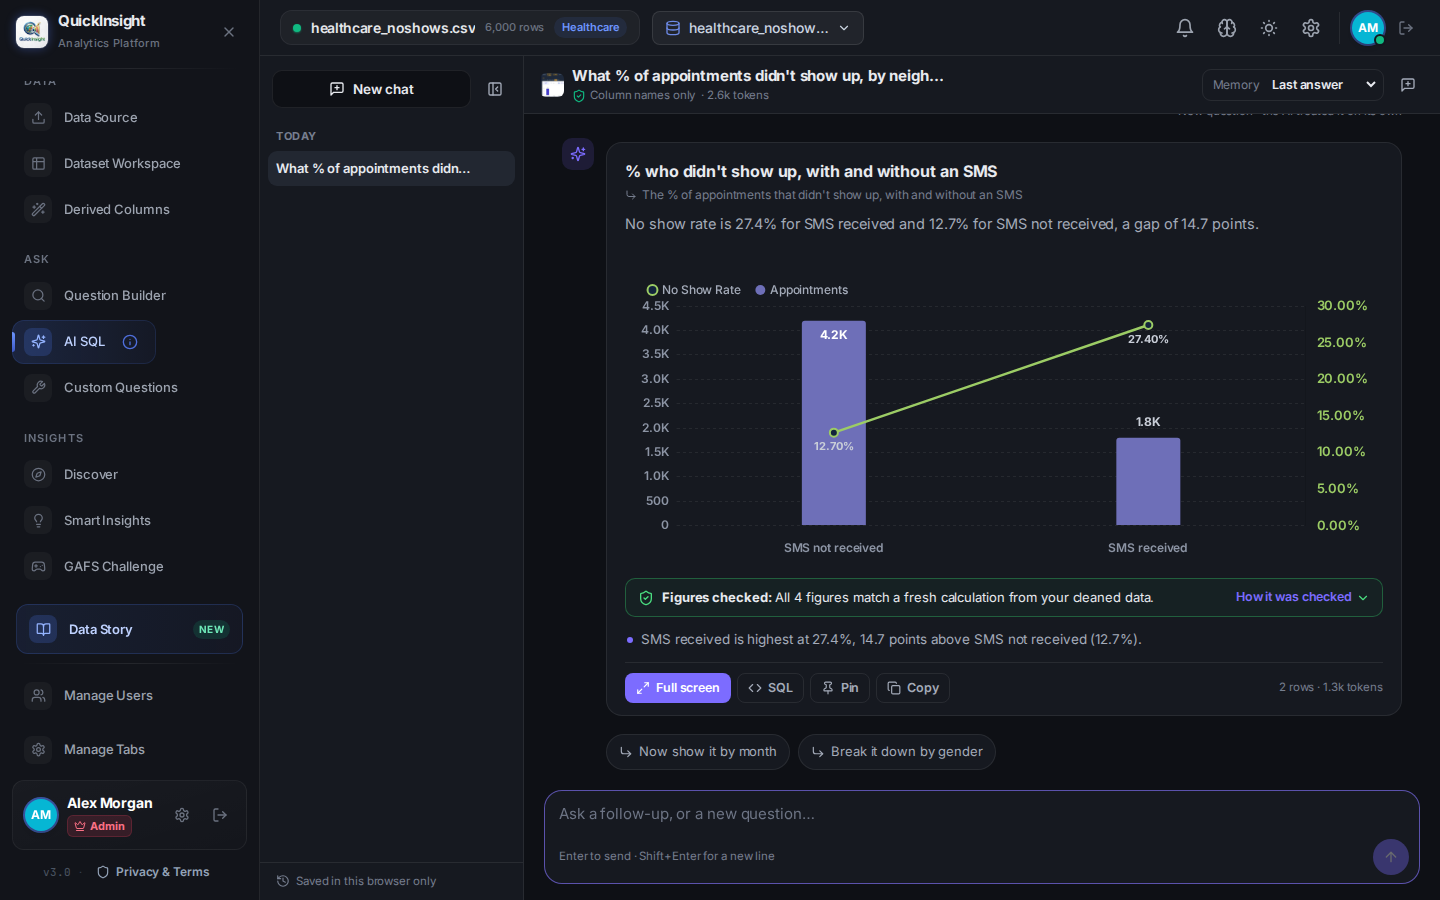 QuickInsight
Analytics Platform
DATA
Data Source
Dataset Workspace
Derived Columns
ASK
Question Builder
AI SQL
Custom Questions
INSIGHTS
Discover
Smart Insights
GAFS Challenge
Data Story NEW
Manage Users
Manage Tabs
AM Alex Morgan
Admin
v3.0 · Privacy & Terms
healthcare_noshows.csv 6,000 rows Healthcare
healthcare_noshow...
AM
New chat
TODAY
What % of appointments didn...
Saved in this browser only
What % of appointments didn't show up, by neigh...
Column names only · 2.6k tokens
Memory Last answer
% who didn't show up, with and without an SMS
The % of appointments that didn't show up, with and without an SMS
No show rate is 27.4% for SMS received and 12.7% for SMS not received, a gap of 14.7 points.
No Show Rate Appointments
4.5K
4.0K
3.5K
3.0K
2.5K
2.0K
1.5K
1.0K
500
0
4.2K
12.70%
27.40%
1.8K
30.00%
25.00%
20.00%
15.00%
10.00%
5.00%
0.00%
SMS not received
SMS received
Figures checked: All 4 figures match a fresh calculation from your cleaned data.
How it was checked
SMS received is highest at 27.4%, 14.7 points above SMS not received (12.7%).
Full screen
SQL
Pin
Copy
2 rows · 1.3k tokens
Now show it by month
Break it down by gender
Ask a follow-up, or a new question...
Enter to send · Shift+Enter for a new line